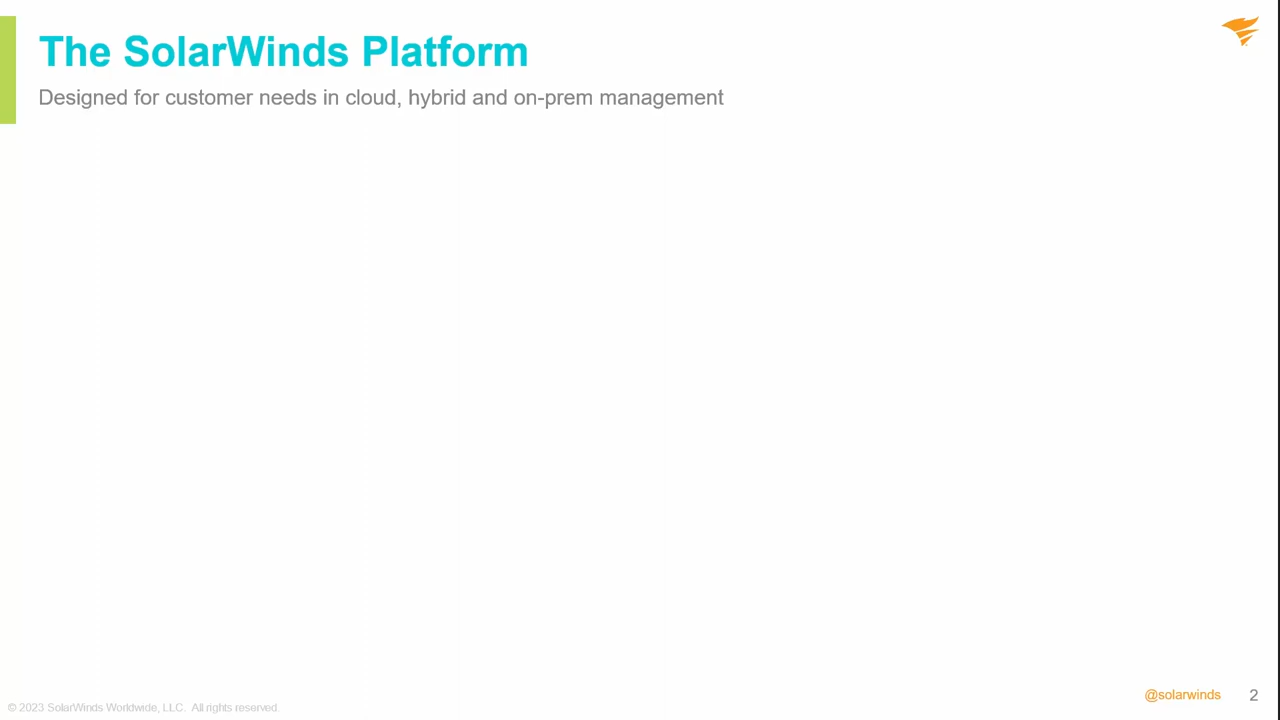 The SolarWinds Platform
Designed for customer needs in cloud, hybrid and on-prem management
@solarwinds
2
© 2023 SolarWinds Worldwide, LLC. All rights reserved.